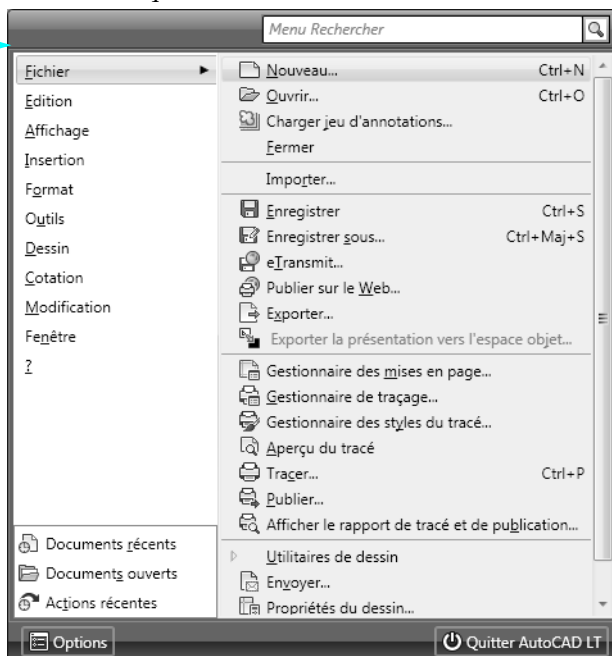 Menu Rechercher
Fichier
Edition
Affichage
Insertion
Format
Outils
Dessin
Cotation
Modification
Fenêtre
?
Documents récents
Documents ouverts
Actions récentes
Nouveau... Ctrl+N
Ouvrir... Ctrl+O
Charger jeu d'annotations...
Fermer
Importer...
Enregistrer Ctrl+S
Enregistrer sous... Ctrl+Maj+S
eTransmit...
Publier sur le Web...
Exporter...
Exporter la présentation vers l'espace objet...
Gestionnaire des mises en page...
Gestionnaire de traçage...
Gestionnaire des styles du tracé...
Aperçu du tracé
Tracer... Ctrl+P
Publier...
Afficher le rapport de tracé et de publication...
Utilitaires de dessin
Envoyer...
Propriétés du dessin...
Options
Quitter AutoCAD LT